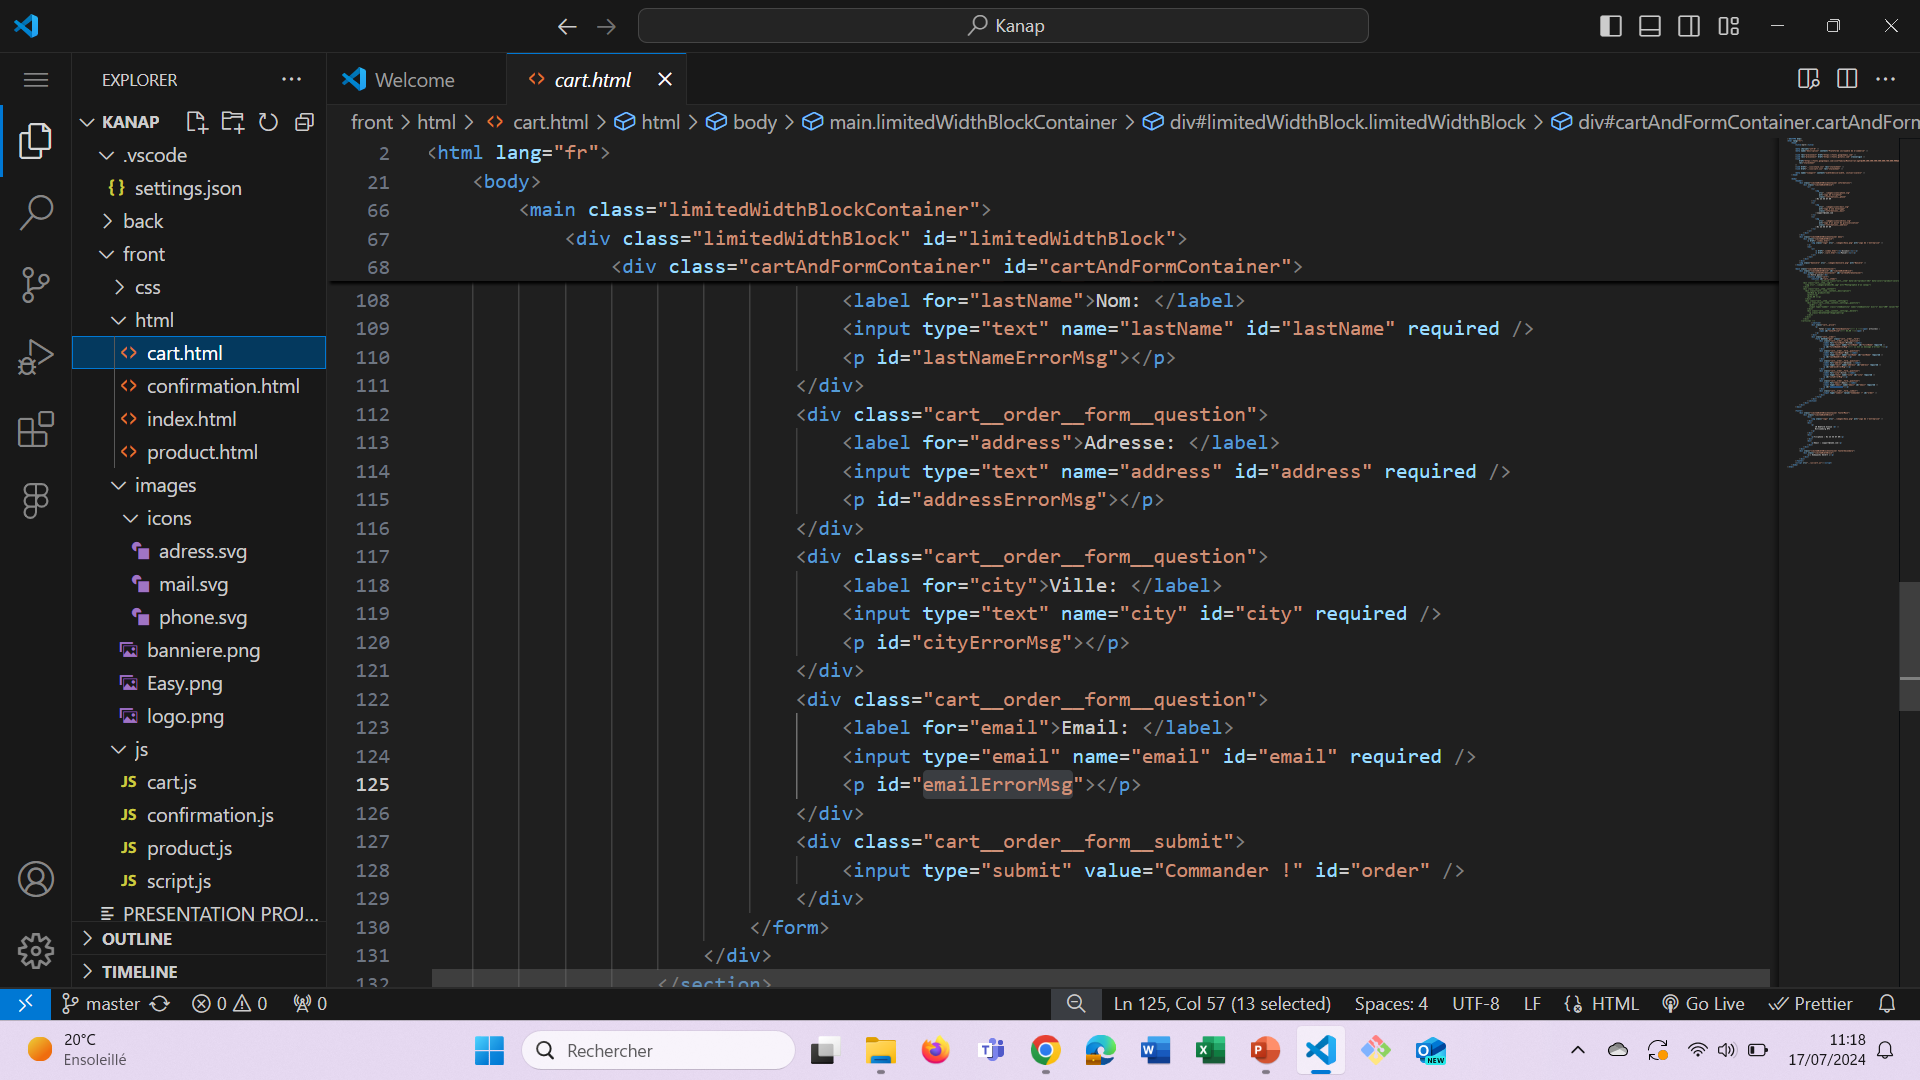 Kanap
EXPLORER
Welcome
cart.html
KANAP
front > html > cart.html > html > body > main.limitedWidthBlockContainer > div#limitedWidthBlock.limitedWidthBlock > div#cartAndFormContainer.cartAndForm
.vscode
settings.json
back
front
css
html
cart.html
confirmation.html
index.html
product.html
images
icons
adress.svg
mail.svg
phone.svg
banniere.png
Easy.png
logo.png
js
JS cart.js
JS confirmation.js
JS product.js
JS script.js
PRESENTATION PROJ...
OUTLINE
TIMELINE
2 <html lang="fr">
21 <body>
66 <main class="limitedWidthBlockContainer">
67 <div class="limitedWidthBlock" id="limitedWidthBlock">
68 <div class="cartAndFormContainer" id="cartAndFormContainer">
108 <label for="lastName">Nom: </label>
109 <input type="text" name="lastName" id="lastName" required />
110 <p id="lastNameErrorMsg"></p>
111 </div>
112 <div class="cart__order__form__question">
113 <label for="address">Adresse: </label>
114 <input type="text" name="address" id="address" required />
115 <p id="addressErrorMsg"></p>
116 </div>
117 <div class="cart__order__form__question">
118 <label for="city">Ville: </label>
119 <input type="text" name="city" id="city" required />
120 <p id="cityErrorMsg"></p>
121 </div>
122 <div class="cart__order__form__question">
123 <label for="email">Email: </label>
124 <input type="email" name="email" id="email" required />
125 <p id="emailErrorMsg"></p>
126 </div>
127 <div class="cart__order__form__submit">
128 <input type="submit" value="Commander !" id="order" />
129 </div>
130 </form>
131 </div>
132 </section>
master 0 0 0 Ln 125, Col 57 (13 selected) Spaces: 4 UTF-8 LF HTML Go Live Prettier
20°C
Ensoleillé
Rechercher
NEW
11:18
17/07/2024